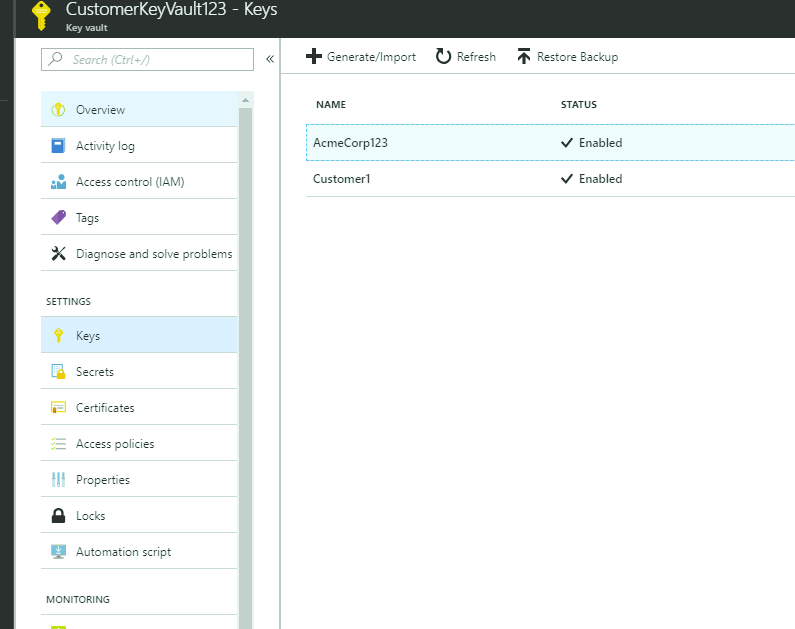 CustomerKeyVault123 - Keys
Key vault
Search (Ctrl+/)
«
Overview
Activity log
Access control (IAM)
Tags
Diagnose and solve problems
SETTINGS
Keys
Secrets
Certificates
Access policies
Properties
Locks
Automation script
MONITORING
Generate/Import Refresh Restore Backup
NAME STATUS
AcmeCorp123 Enabled
Customer1 Enabled